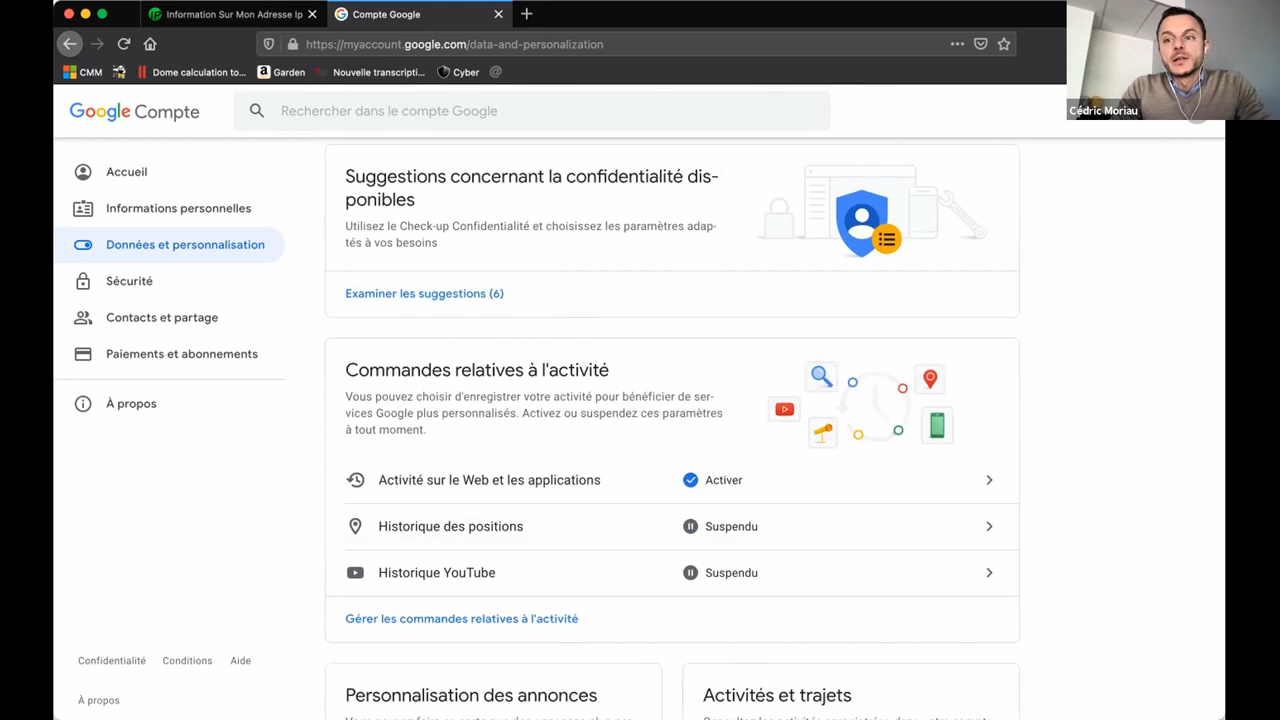 Information Sur Mon Adresse Ip
Compte Google
https://myaccount.google.com/data-and-personalization
CMM
Dome calculation to...
Garden
Nouvelle transcripti...
Cyber
Cédric Moriau
Google Compte
Rechercher dans le compte Google
Accueil
Informations personnelles
Données et personnalisation
Sécurité
Contacts et partage
Paiements et abonnements
À propos
Confidentialité Conditions Aide
À propos
Suggestions concernant la confidentialité dis-
ponibles
Utilisez le Check-up Confidentialité et choisissez les paramètres adap-
tés à vos besoins
Examiner les suggestions (6)
Commandes relatives à l'activité
Vous pouvez choisir d'enregistrer votre activité pour bénéficier de ser-
vices Google plus personnalisés. Activez ou suspendez ces paramètres
à tout moment.
Activité sur le Web et les applications Activer
Historique des positions Suspendu
Historique YouTube Suspendu
Gérer les commandes relatives à l'activité
Personnalisation des annonces
Activités et trajets